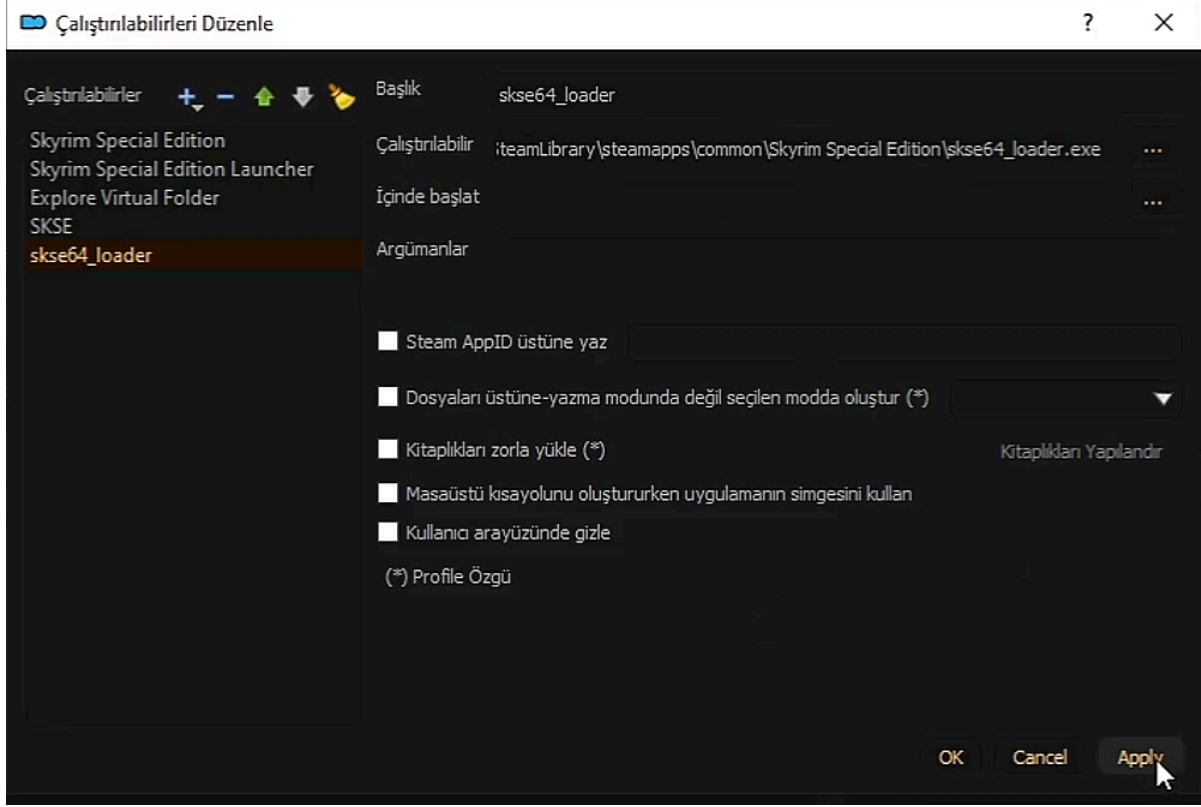 Çalıştırılabilirleri Düzenle
Çalıştırılabilirler
Skyrim Special Edition
Skyrim Special Edition Launcher
Explore Virtual Folder
SKSE
skse64_loader
Başlık skse64_loader
Çalıştırılabilir teamLibrary\steamapps\common\Skyrim Special Edition\skse64_loader.exe ...
İçinde başlat ...
Argümanlar
Steam AppID üstüne yaz
Dosyaları üstüne-yazma modunda değil seçilen modda oluştur (*)
Kitaplıkları zorla yükle (*) Kitaplıkları Yapılandır
Masaüstü kısayolunu oluştururken uygulamanın simgesini kullan
Kullanıcı arayüzünde gizle
(*) Profile Özgü
OK Cancel Apply